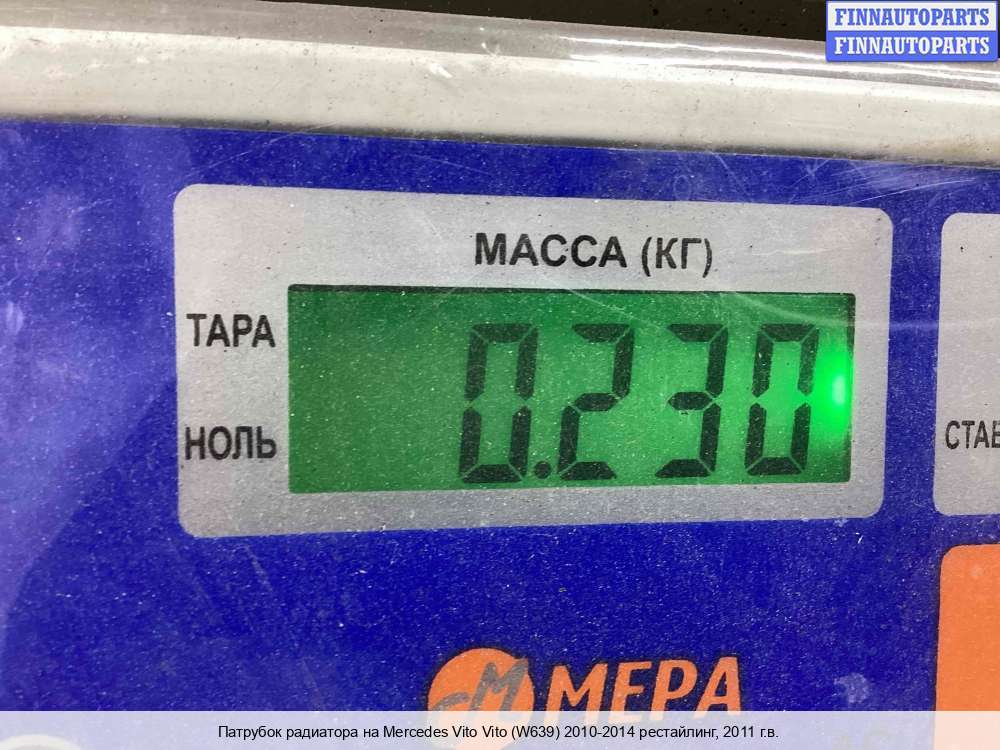 FINNAUTOPARTS
FINNAUTOPARTS
МАССА (КГ)
ТАРА
0.230
НОЛЬ
МЕРА
Патрубок радиатора на Mercedes Vito Vito (W639) 2010-2014 рестайлинг, 2011 г.в.